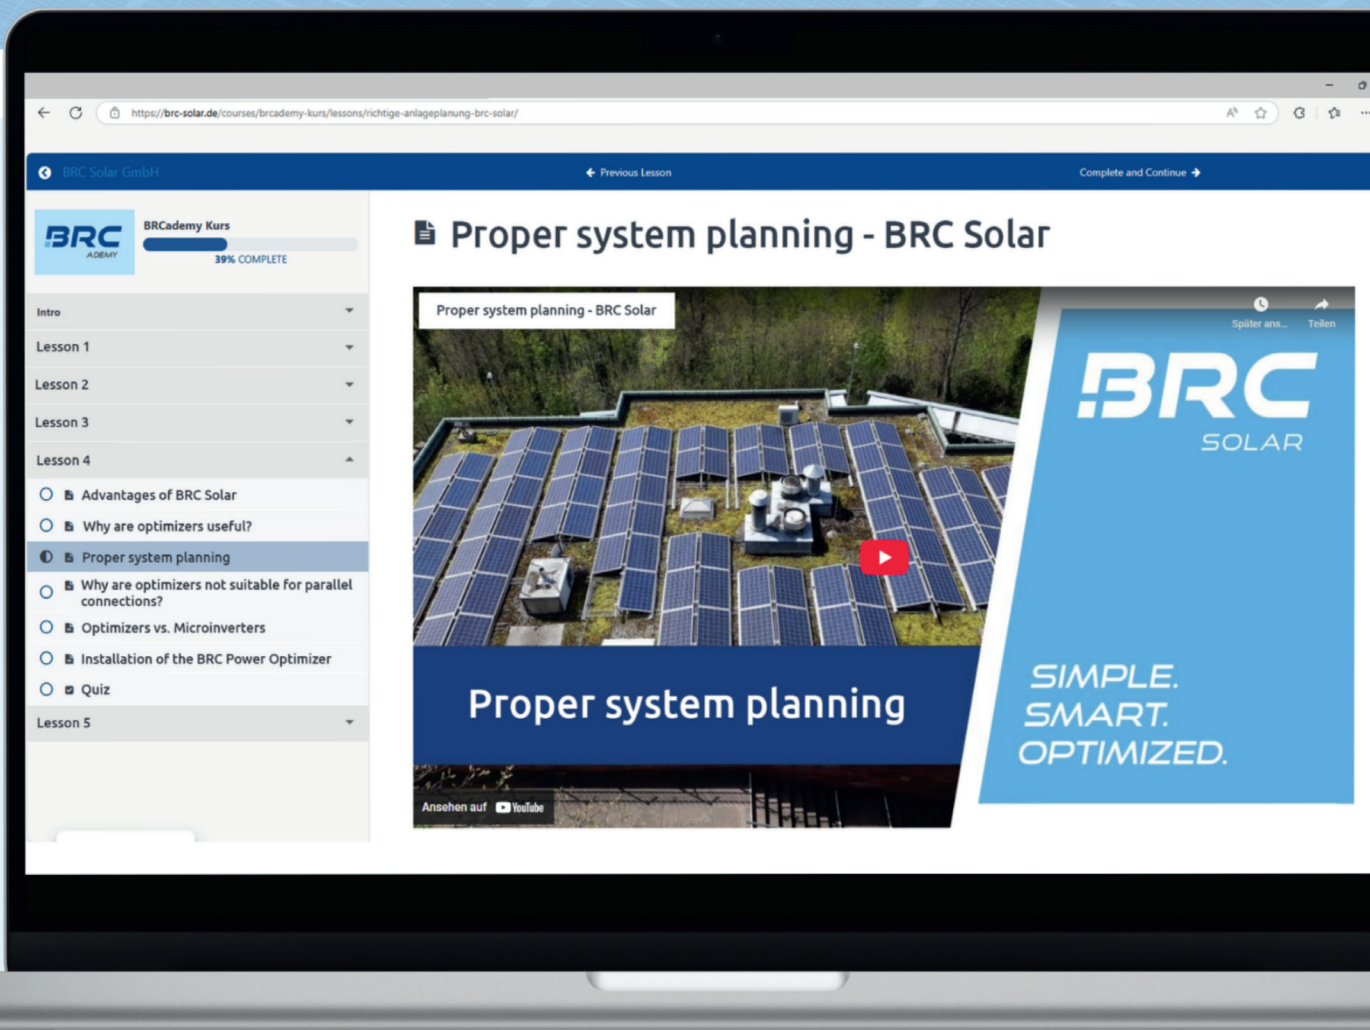 https://brc-solar.de/courses/brcademy-kurs/lessons/richtige-anlageplanung-brc-solar/
BRC Solar GmbH
Previous Lesson
Complete and Continue
BRC
ADEMY
BRCademy Kurs
39% COMPLETE
Intro
Lesson 1
Lesson 2
Lesson 3
Lesson 4
Advantages of BRC Solar
Why are optimizers useful?
Proper system planning
Why are optimizers not suitable for parallel
connections?
Optimizers vs. Microinverters
Installation of the BRC Power Optimizer
Quiz
Lesson 5
Proper system planning - BRC Solar
Proper system planning - BRC Solar
Später ans...
Teilen
BRC
SOLAR
Proper system planning
SIMPLE.
SMART.
OPTIMIZED.
Ansehen auf YouTube